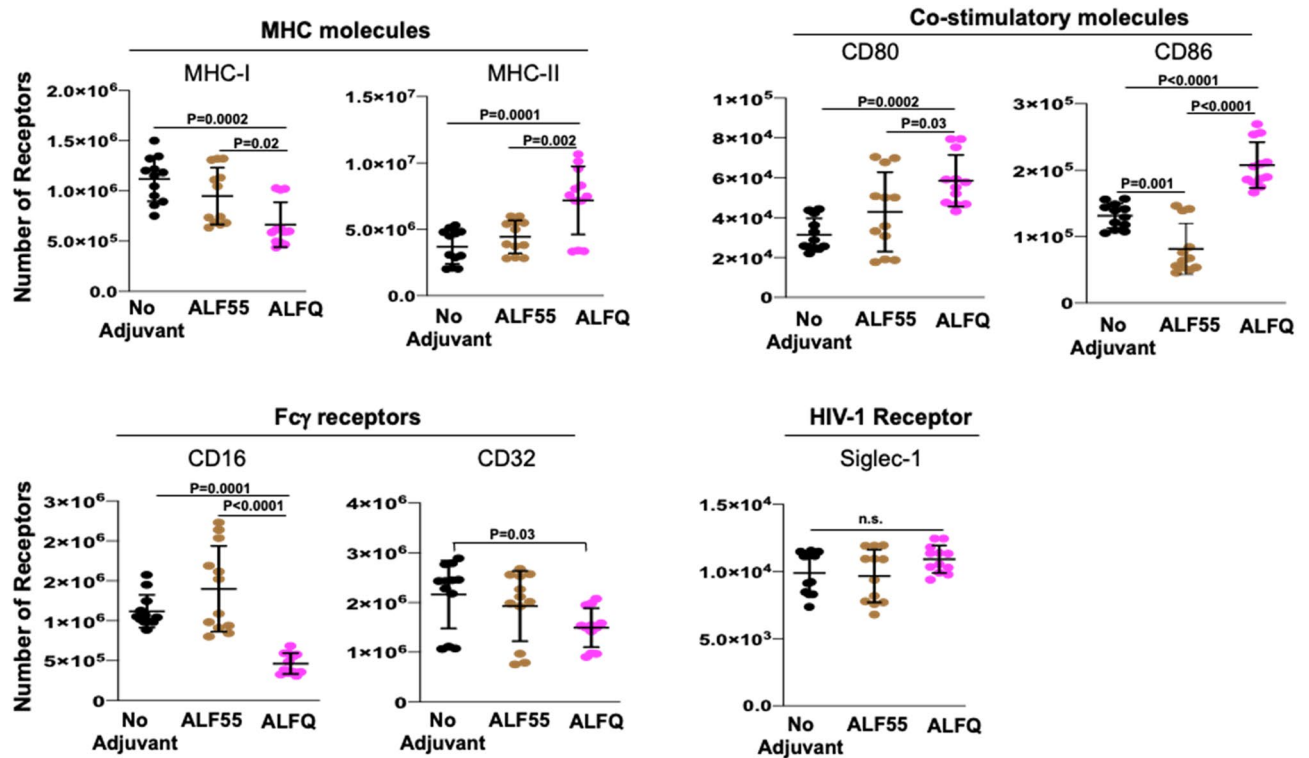 MHC molecules
Co-stimulatory molecules
MHC-I
MHC-II
CD80
CD86
Number of Receptors
2.0×10⁶
1.5×10⁶
1.0×10⁶
5.0×10⁵
0.0
P=0.0002
P=0.02
No Adjuvant
ALF55
ALFQ
1.5×10⁷
1.0×10⁷
5.0×10⁶
0.0
P=0.0001
P=0.002
No Adjuvant
ALF55
ALFQ
1×10⁵
8×10⁴
6×10⁴
4×10⁴
2×10⁴
0
P=0.0002
P=0.03
No Adjuvant
ALF55
ALFQ
3×10⁵
2×10⁵
1×10⁵
0
P<0.0001
P<0.0001
P=0.001
No Adjuvant
ALF55
ALFQ
Fcγ receptors
HIV-1 Receptor
CD16
CD32
Siglec-1
Number of Receptors
3×10⁶
2×10⁶
2×10⁶
1×10⁶
5×10⁵
0
P=0.0001
P<0.0001
No Adjuvant
ALF55
ALFQ
4×10⁶
3×10⁶
2×10⁶
1×10⁶
0
P=0.03
No Adjuvant
ALF55
ALFQ
1.5×10⁴
1.0×10⁴
5.0×10³
0.0
n.s.
No Adjuvant
ALF55
ALFQ